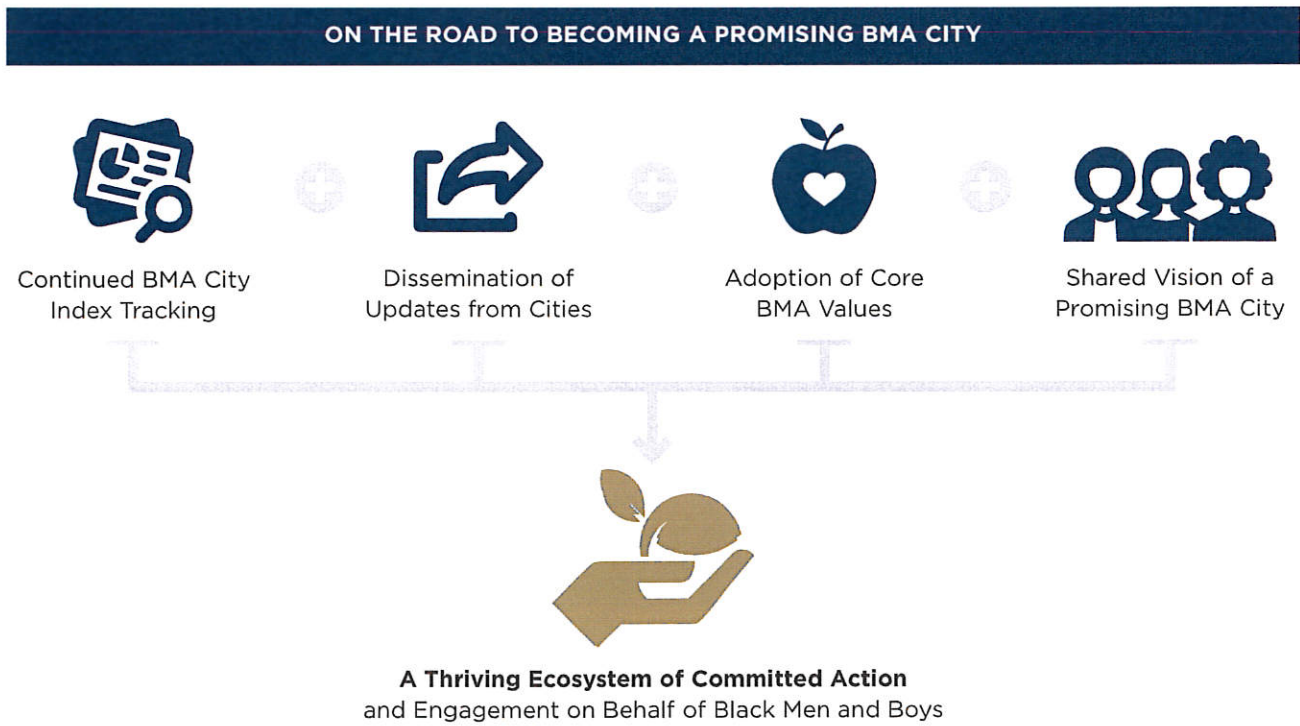 ON THE ROAD TO BECOMING A PROMISING BMA CITY
Continued BMA City
Index Tracking
Dissemination of
Updates from Cities
Adoption of Core
BMA Values
Shared Vision of a
Promising BMA City
A Thriving Ecosystem of Committed Action
and Engagement on Behalf of Black Men and Boys